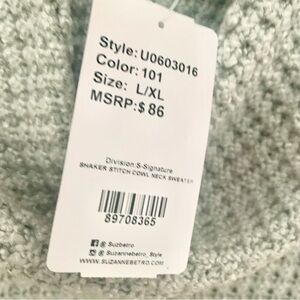 Style: U0603016
Color: 101
Size: L/XL
MSRP:$ 86
Division:S-Signature
SHAKER STITCH COWL NECK SWEATER
89708365
@ Suzbetro
@ Suzannebetro_Style
WWW.SUZANNEBETRO.COM